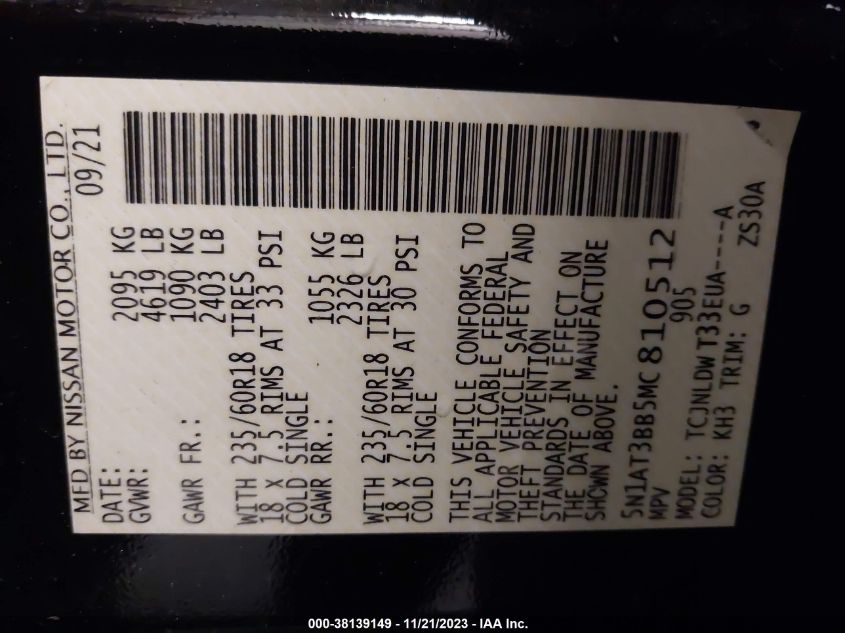 MFD BY NISSAN MOTOR CO., LTD.
DATE: 09/21
GVWR: 2095 KG
4619 LB
GAWR FR.: 1090 KG
2403 LB
WITH 235/60R18 TIRES
18 X 7.5 RIMS AT 33 PSI
COLD SINGLE
GAWR RR.: 1055 KG
2326 LB
WITH 235/60R18 TIRES
18 X 7.5 RIMS AT 30 PSI
COLD SINGLE
THIS VEHICLE CONFORMS TO
ALL APPLICABLE FEDERAL
MOTOR VEHICLE SAFETY AND
THEFT PREVENTION
STANDARDS IN EFFECT ON
THE DATE OF MANUFACTURE
SHOWN ABOVE.
5N1AT3BB5MC810512
MPV 905
MODEL: TCJNLDWT33EUA----A
COLOR: KH3 TRIM: G ZS30A
000-38139149 - 11/21/2023 - IAA Inc.